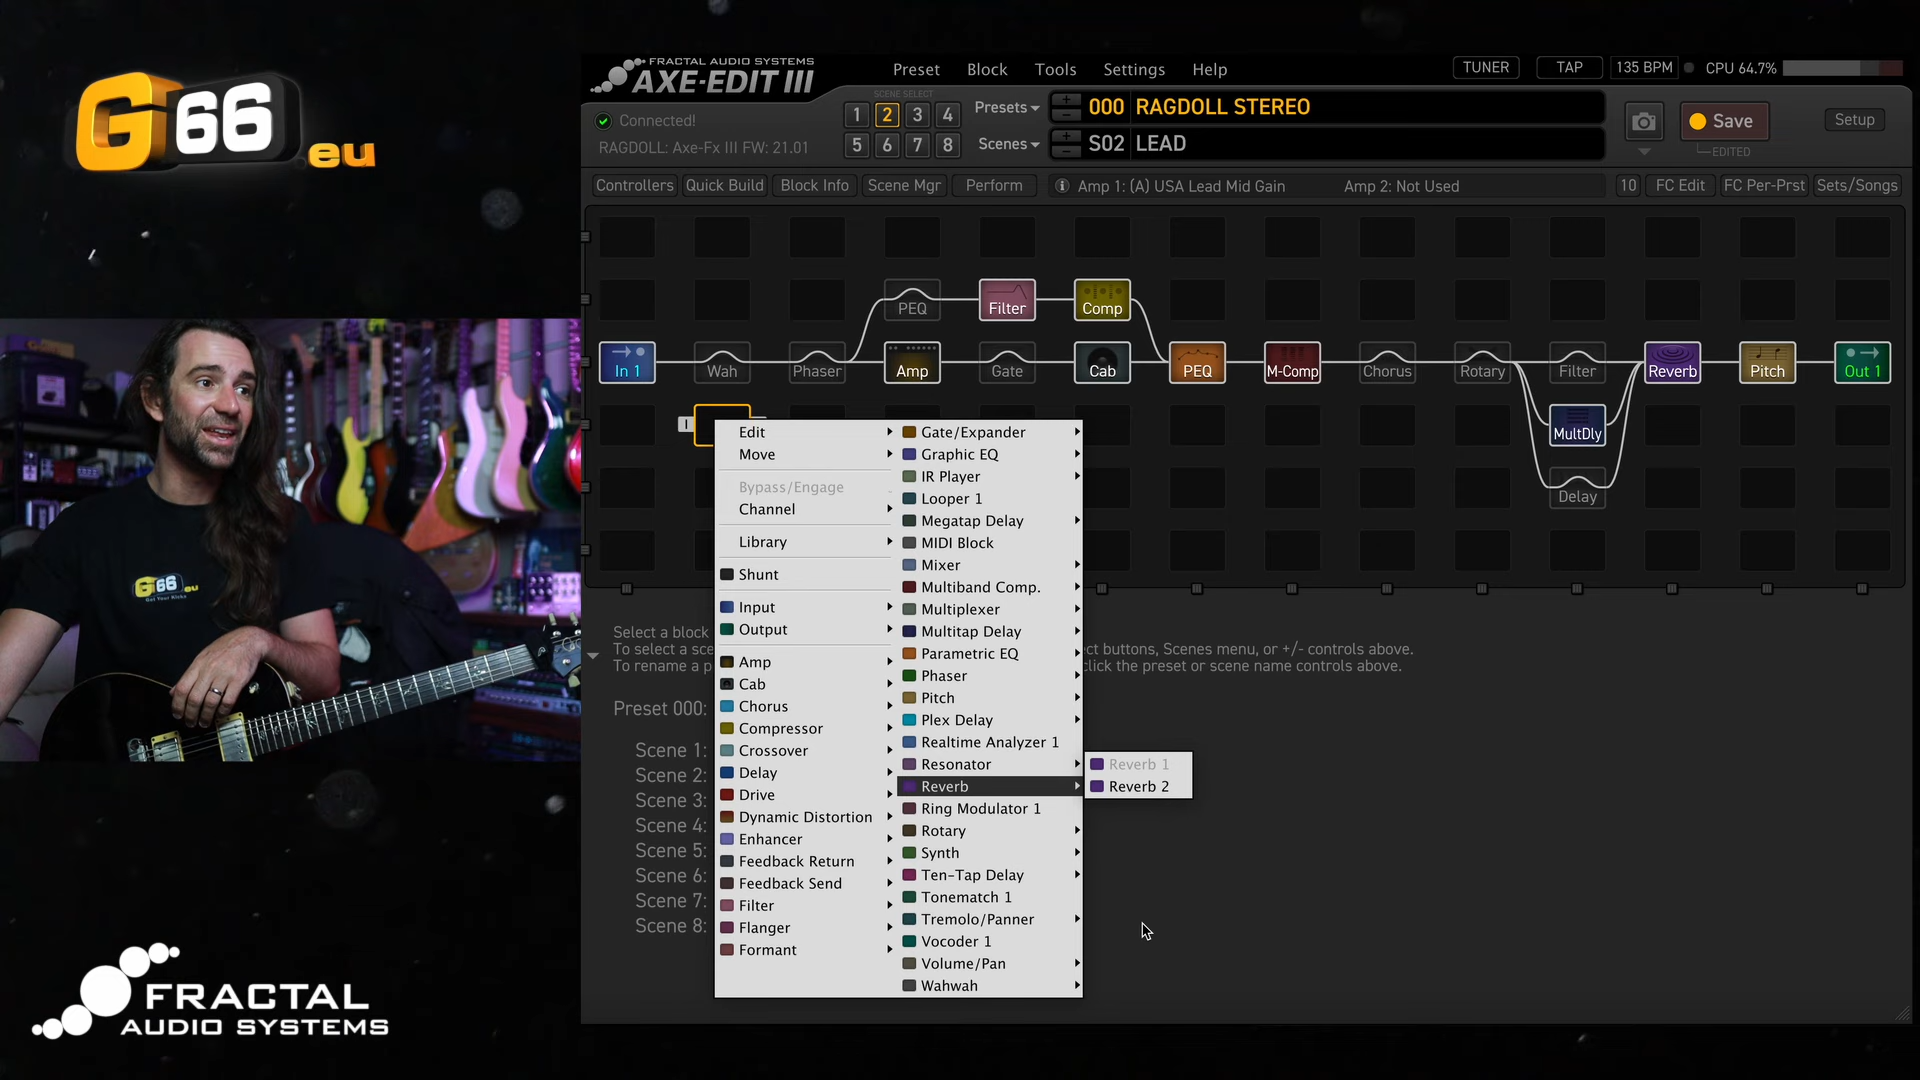 G66.eu
G66.eu
FRACTAL
AUDIO SYSTEMS
FRACTAL AUDIO SYSTEMS
AXE-EDIT III
Preset
Block
Tools
Settings
Help
TUNER
TAP
135 BPM
CPU 64.7%
Connected!
RAGDOLL: Axe-Fx III FW: 21.01
SCENE SELECT
1 2 3 4
5 6 7 8
Presets
+
−
000 RAGDOLL STEREO
Scenes
+
−
S02 LEAD
Save
EDITED
Setup
Controllers
Quick Build
Block Info
Scene Mgr
Perform
Amp 1: (A) USA Lead Mid Gain
Amp 2: Not Used
10
FC Edit
FC Per-Prst
Sets/Songs
PEQ
Filter
Comp
In 1
Wah
Phaser
Amp
Gate
Cab
PEQ
M-Comp
Chorus
Rotary
Filter
Reverb
Pitch
Out 1
MultDly
Delay
Select a block
To select a sce
To rename a p
ct buttons, Scenes menu, or +/- controls above.
click the preset or scene name controls above.
Preset 000:
Scene 1:
Scene 2:
Scene 3:
Scene 4:
Scene 5:
Scene 6:
Scene 7:
Scene 8:
Edit
Move
Bypass/Engage
Channel
Library
Shunt
Input
Output
Amp
Cab
Chorus
Compressor
Crossover
Delay
Drive
Dynamic Distortion
Enhancer
Feedback Return
Feedback Send
Filter
Flanger
Formant
Gate/Expander
Graphic EQ
IR Player
Looper 1
Megatap Delay
MIDI Block
Mixer
Multiband Comp.
Multiplexer
Multitap Delay
Parametric EQ
Phaser
Pitch
Plex Delay
Realtime Analyzer 1
Resonator
Reverb
Ring Modulator 1
Rotary
Synth
Ten-Tap Delay
Tonematch 1
Tremolo/Panner
Vocoder 1
Volume/Pan
Wahwah
Reverb 1
Reverb 2